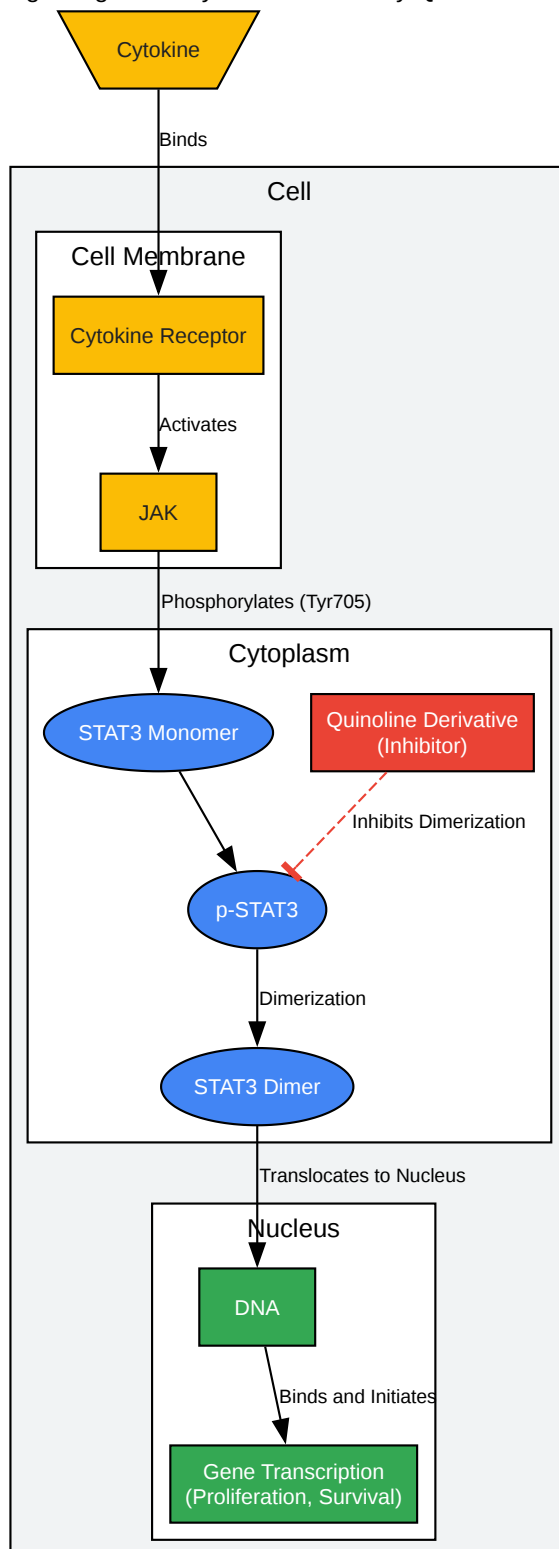 Cytokine
Binds
Cell
Cell Membrane
Cytokine Receptor
Activates
JAK
Phosphorylates (Tyr705)
Cytoplasm
STAT3 Monomer
Quinoline Derivative
(Inhibitor)
Inhibits Dimerization
p-STAT3
Dimerization
STAT3 Dimer
Translocates to Nucleus
Nucleus
DNA
Binds and Initiates
Gene Transcription
(Proliferation, Survival)